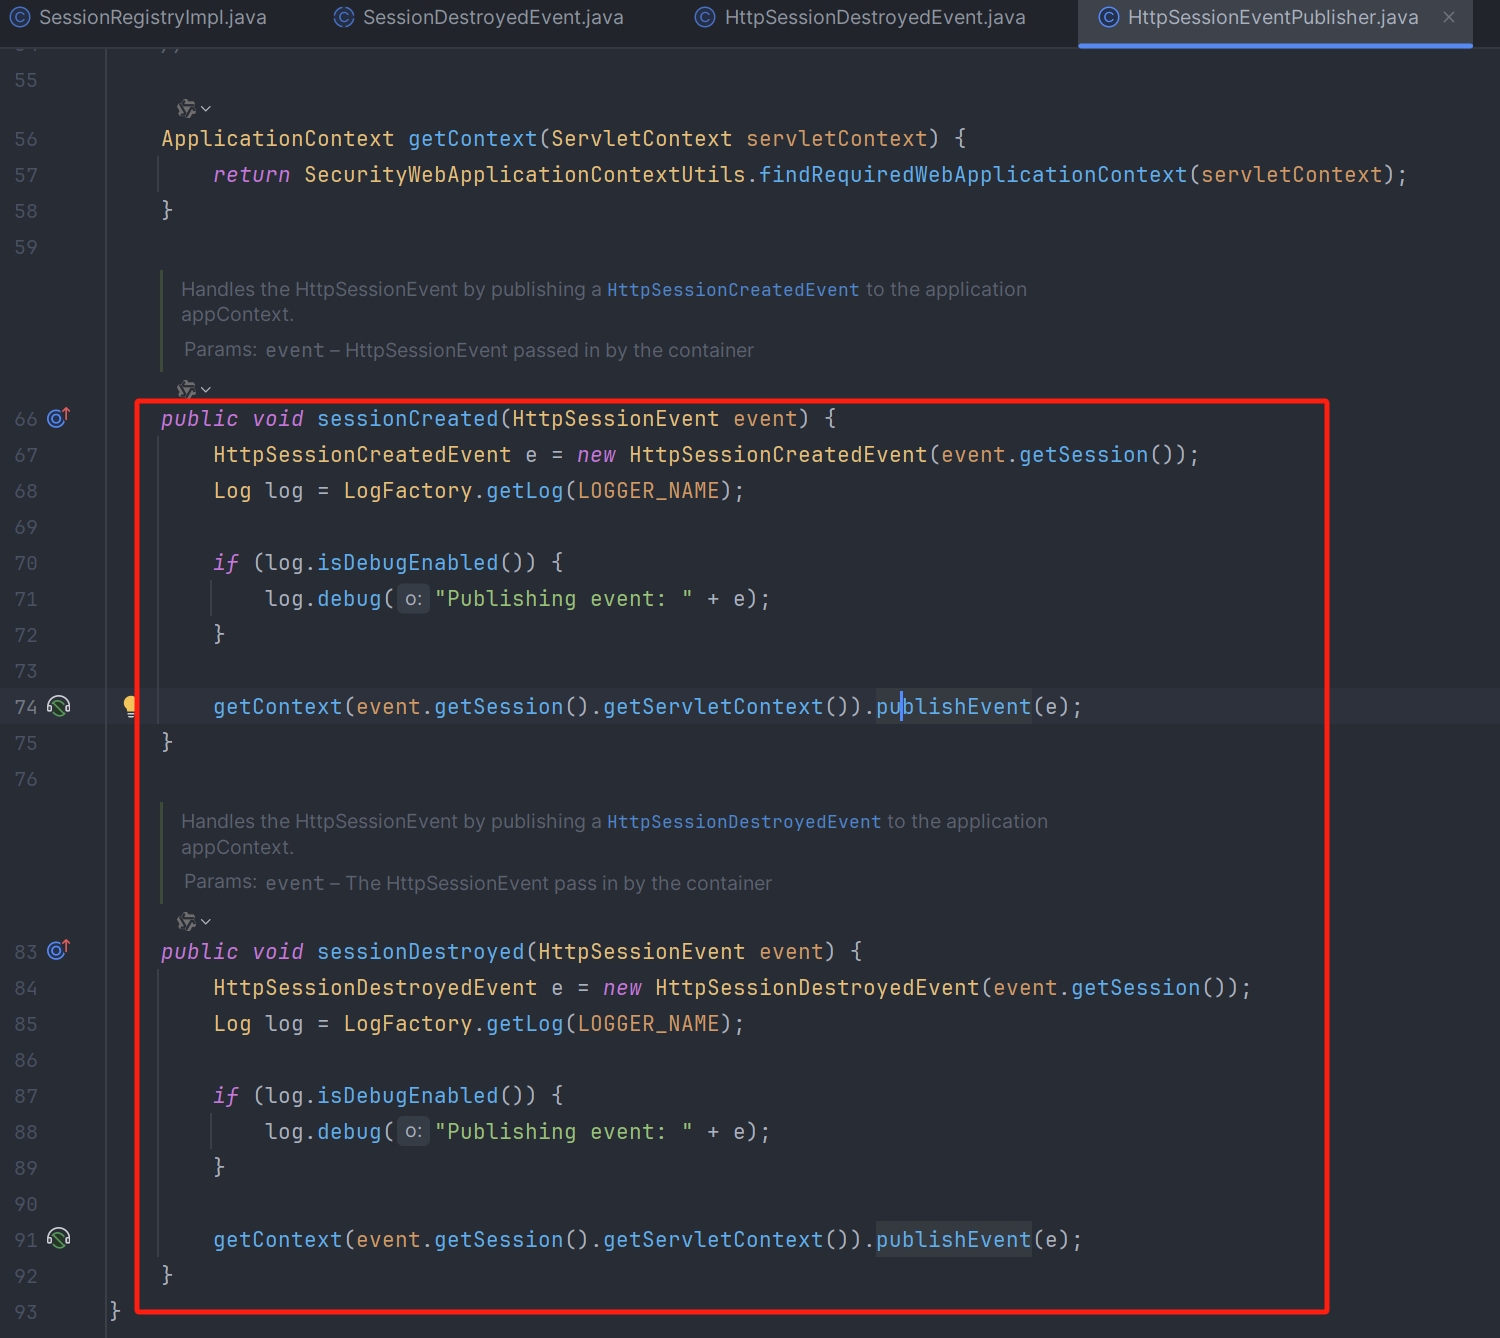 SessionRegistryImpl.java SessionDestroyedEvent.java HttpSessionDestroyedEvent.java HttpSessionEventPublisher.java
55
56 ApplicationContext getContext(ServletContext servletContext) {
57 return SecurityWebApplicationContextUtils.findRequiredWebApplicationContext(servletContext);
58 }
59
Handles the HttpSessionEvent by publishing a HttpSessionCreatedEvent to the application
appContext.
Params: event – HttpSessionEvent passed in by the container
66 public void sessionCreated(HttpSessionEvent event) {
67 HttpSessionCreatedEvent e = new HttpSessionCreatedEvent(event.getSession());
68 Log log = LogFactory.getLog(LOGGER_NAME);
69
70 if (log.isDebugEnabled()) {
71 log.debug( o: "Publishing event: " + e);
72 }
73
74 getContext(event.getSession().getServletContext()).publishEvent(e);
75 }
76
Handles the HttpSessionEvent by publishing a HttpSessionDestroyedEvent to the application
appContext.
Params: event – The HttpSessionEvent pass in by the container
83 public void sessionDestroyed(HttpSessionEvent event) {
84 HttpSessionDestroyedEvent e = new HttpSessionDestroyedEvent(event.getSession());
85 Log log = LogFactory.getLog(LOGGER_NAME);
86
87 if (log.isDebugEnabled()) {
88 log.debug( o: "Publishing event: " + e);
89 }
90
91 getContext(event.getSession().getServletContext()).publishEvent(e);
92 }
93 }